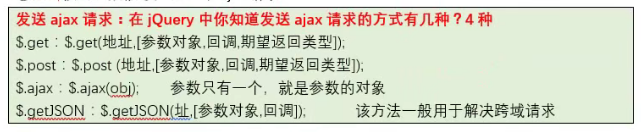 发送 ajax 请求：在 jQuery 中你知道发送 ajax 请求的方式有几种？4 种
$.get：$.get(地址,[参数对象,回调,期望返回类型]);
$.post：$.post (地址,[参数对象,回调,期望返回类型]);
$.ajax：$.ajax(obj); 参数只有一个，就是参数的对象
$.getJSON：$.getJSON(址,[参数对象,回调]); 该方法一般用于解决跨域请求